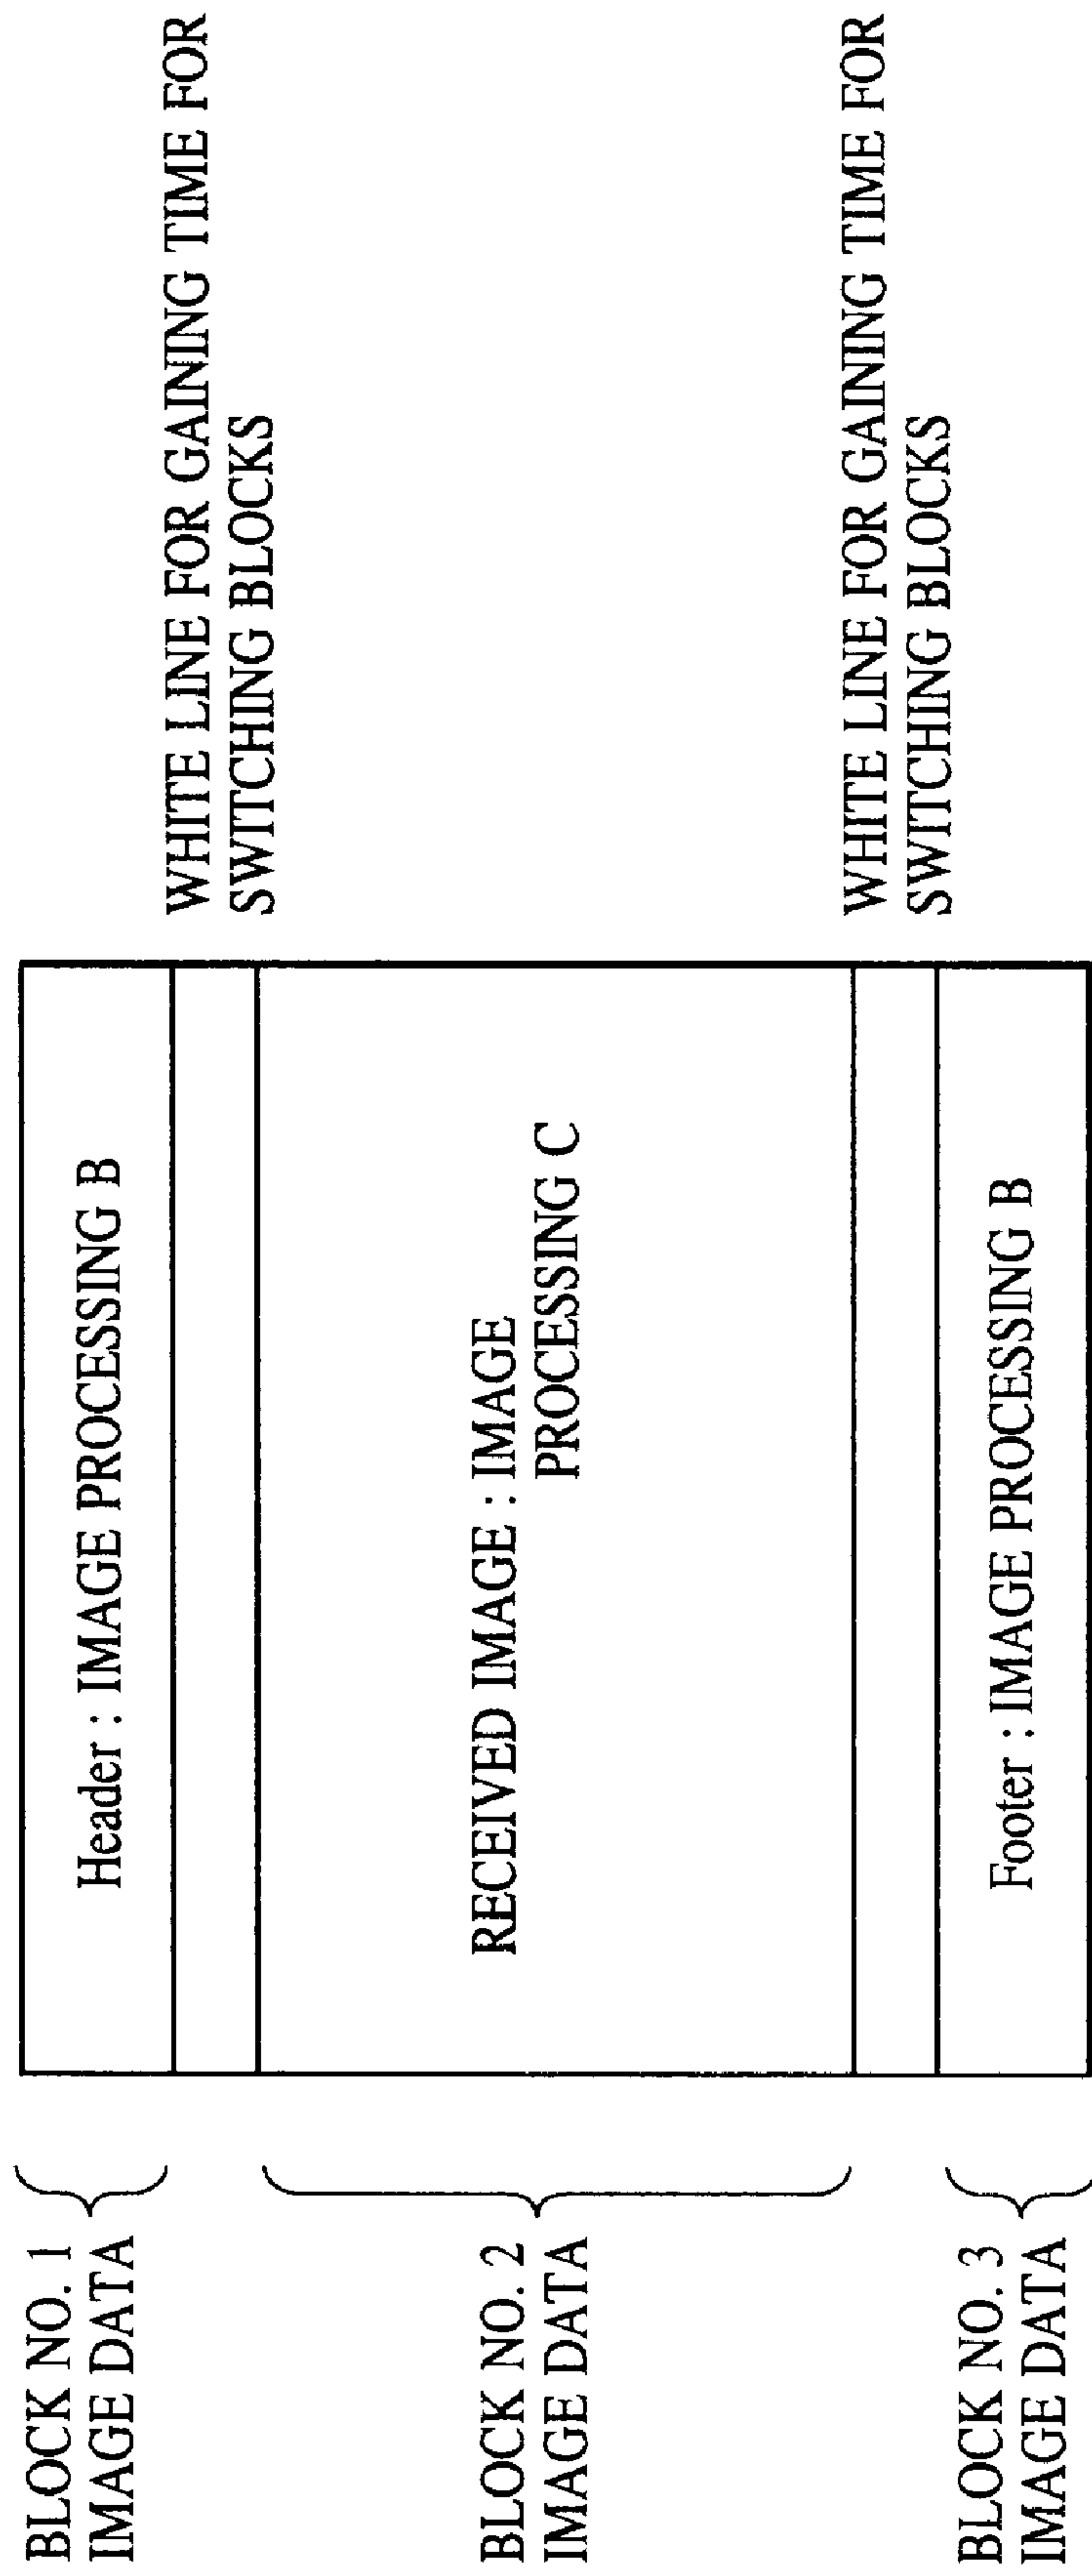 BLOCK NO. 1
IMAGE DATA
Header : IMAGE PROCESSING B
WHITE LINE FOR GAINING TIME FOR
SWITCHING BLOCKS
BLOCK NO. 2
IMAGE DATA
RECEIVED IMAGE : IMAGE
PROCESSING C
WHITE LINE FOR GAINING TIME FOR
SWITCHING BLOCKS
BLOCK NO. 3
IMAGE DATA
Footer : IMAGE PROCESSING B